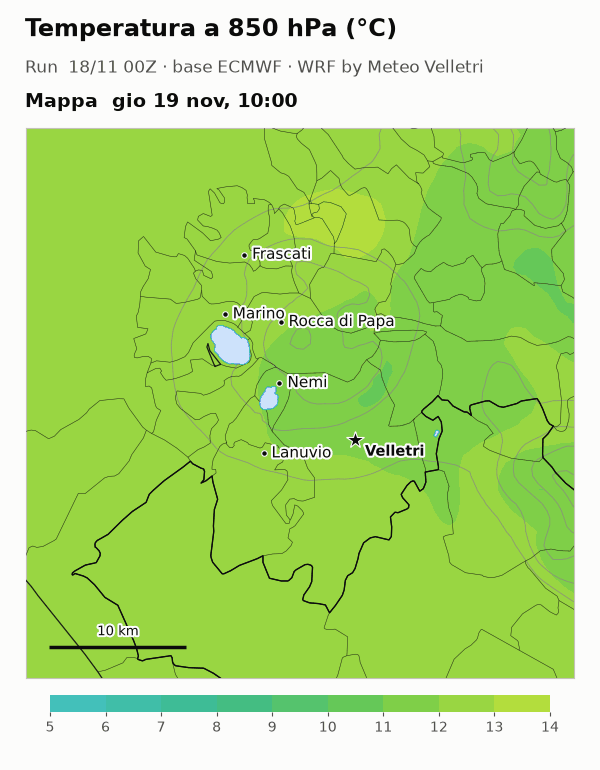 Temperatura a 850 hPa (°C)
Run 18/11 00Z · base ECMWF · WRF by Meteo Velletri
Mappa gio 19 nov, 10:00
Frascati
Marino
Rocca di Papa
Nemi
Velletri
Lanuvio
10 km
5 6 7 8 9 10 11 12 13 14